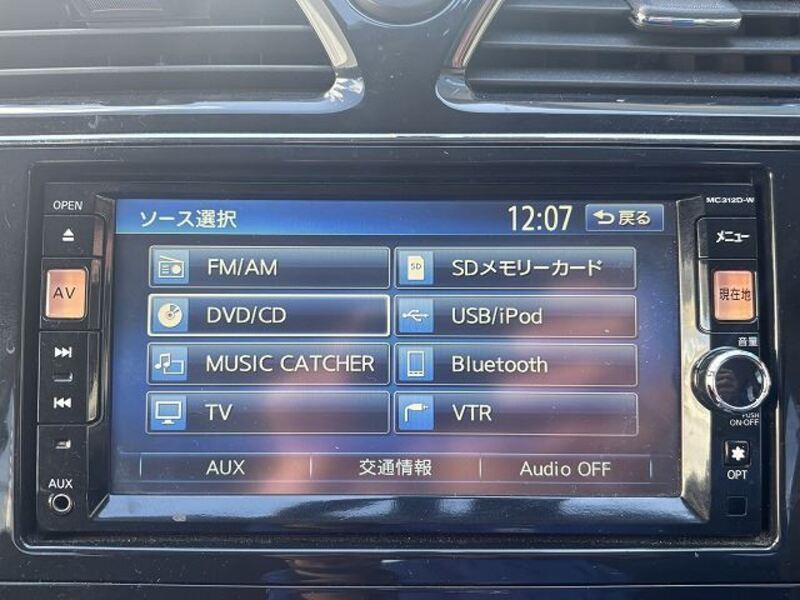 OPEN
MC312D-W
ソース選択 12:07 戻る
メニュー
AV
現在地
FM/AM SDメモリーカード
SD
DVD/CD USB/iPod
MUSIC CATCHER Bluetooth
TV VTR
音量
PUSH
ON·OFF
AUX 交通情報 Audio OFF
OPT
AUX